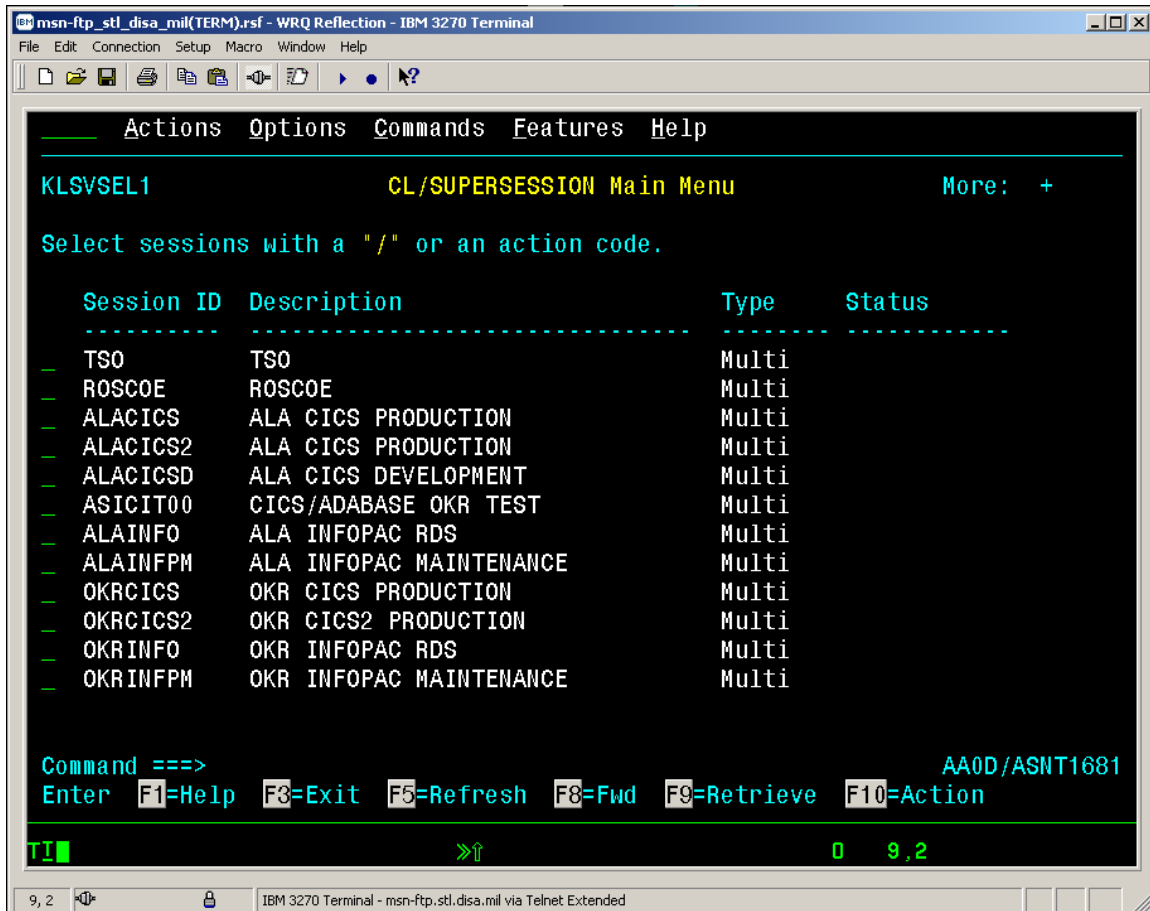 msn-ftp_stl_disa_mil(TERM).rsf - WRQ Reflection - IBM 3270 Terminal
File Edit Connection Setup Macro Window Help
____ Actions Options Commands Features Help
KLSVSEL1 CL/SUPERSESSION Main Menu More: +
Select sessions with a "/" or an action code.
Session ID Description Type Status
---------- --------------------------------- -------- ------------
_ TSO TSO Multi
_ ROSCOE ROSCOE Multi
_ ALACICS ALA CICS PRODUCTION Multi
_ ALACICS2 ALA CICS PRODUCTION Multi
_ ALACICSD ALA CICS DEVELOPMENT Multi
_ ASICIT00 CICS/ADABASE OKR TEST Multi
_ ALAINFO ALA INFOPAC RDS Multi
_ ALAINFPM ALA INFOPAC MAINTENANCE Multi
_ OKRCICS OKR CICS PRODUCTION Multi
_ OKRCICS2 OKR CICS2 PRODUCTION Multi
_ OKRINFO OKR INFOPAC RDS Multi
_ OKRINFPM OKR INFOPAC MAINTENANCE Multi
Command ===> AA0D/ASNT1681
Enter F1=Help F3=Exit F5=Refresh F8=Fwd F9=Retrieve F10=Action
TI »⇧ 0 9,2
9, 2 IBM 3270 Terminal - msn-ftp.stl.disa.mil via Telnet Extended